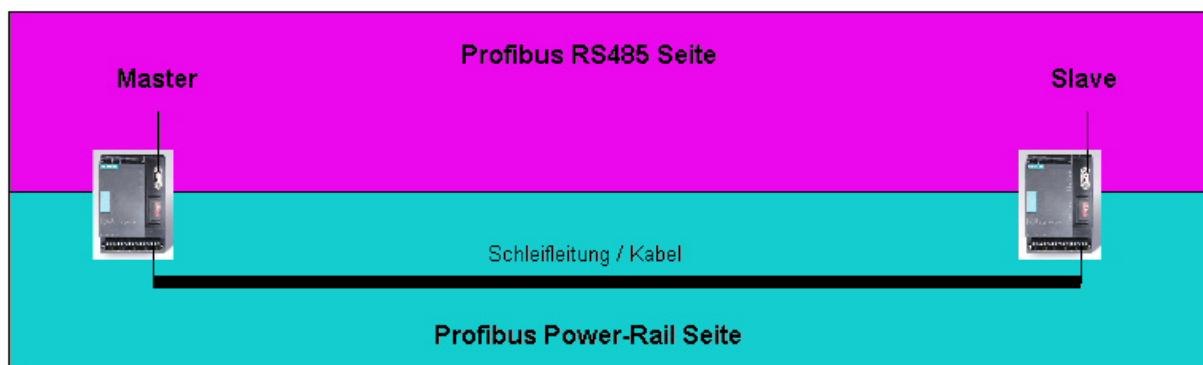 Profibus RS485 Seite
Master
Slave
Schleifleitung / Kabel
Profibus Power-Rail Seite